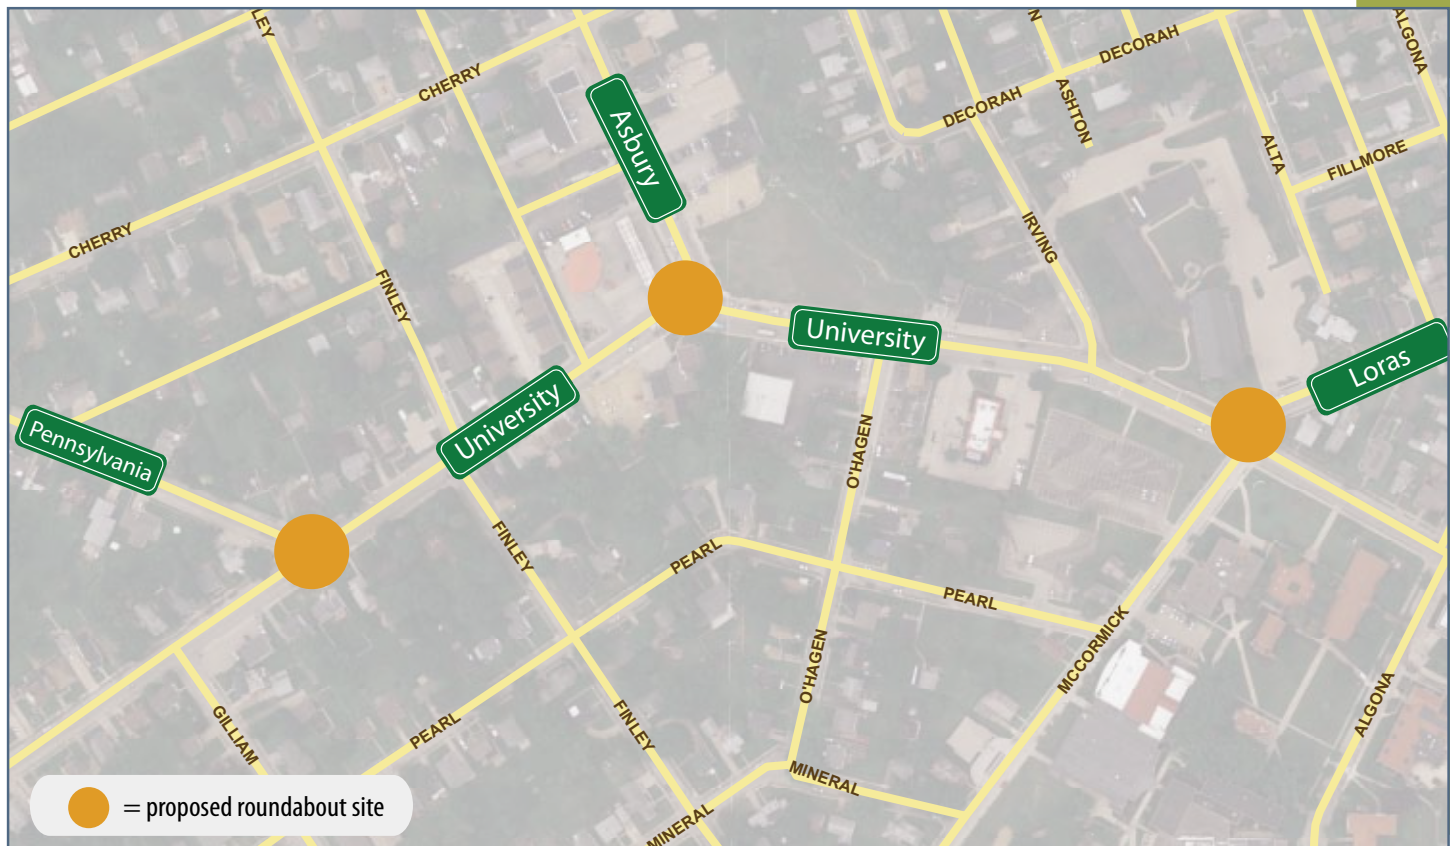 LEY
N
ALGONA
DECORAH
CHERRY
DECORAH
ASHTON
Asbury
ALTA
FILLMORE
CHERRY
IRVING
FINLEY
University
Loras
University
Pennsylvania
O'HAGEN
FINLEY
PEARL
PEARL
MCCORMICK
O'HAGEN
ALGONA
GILLIAM
PEARL
FINLEY
MINERAL
MINERAL
= proposed roundabout site